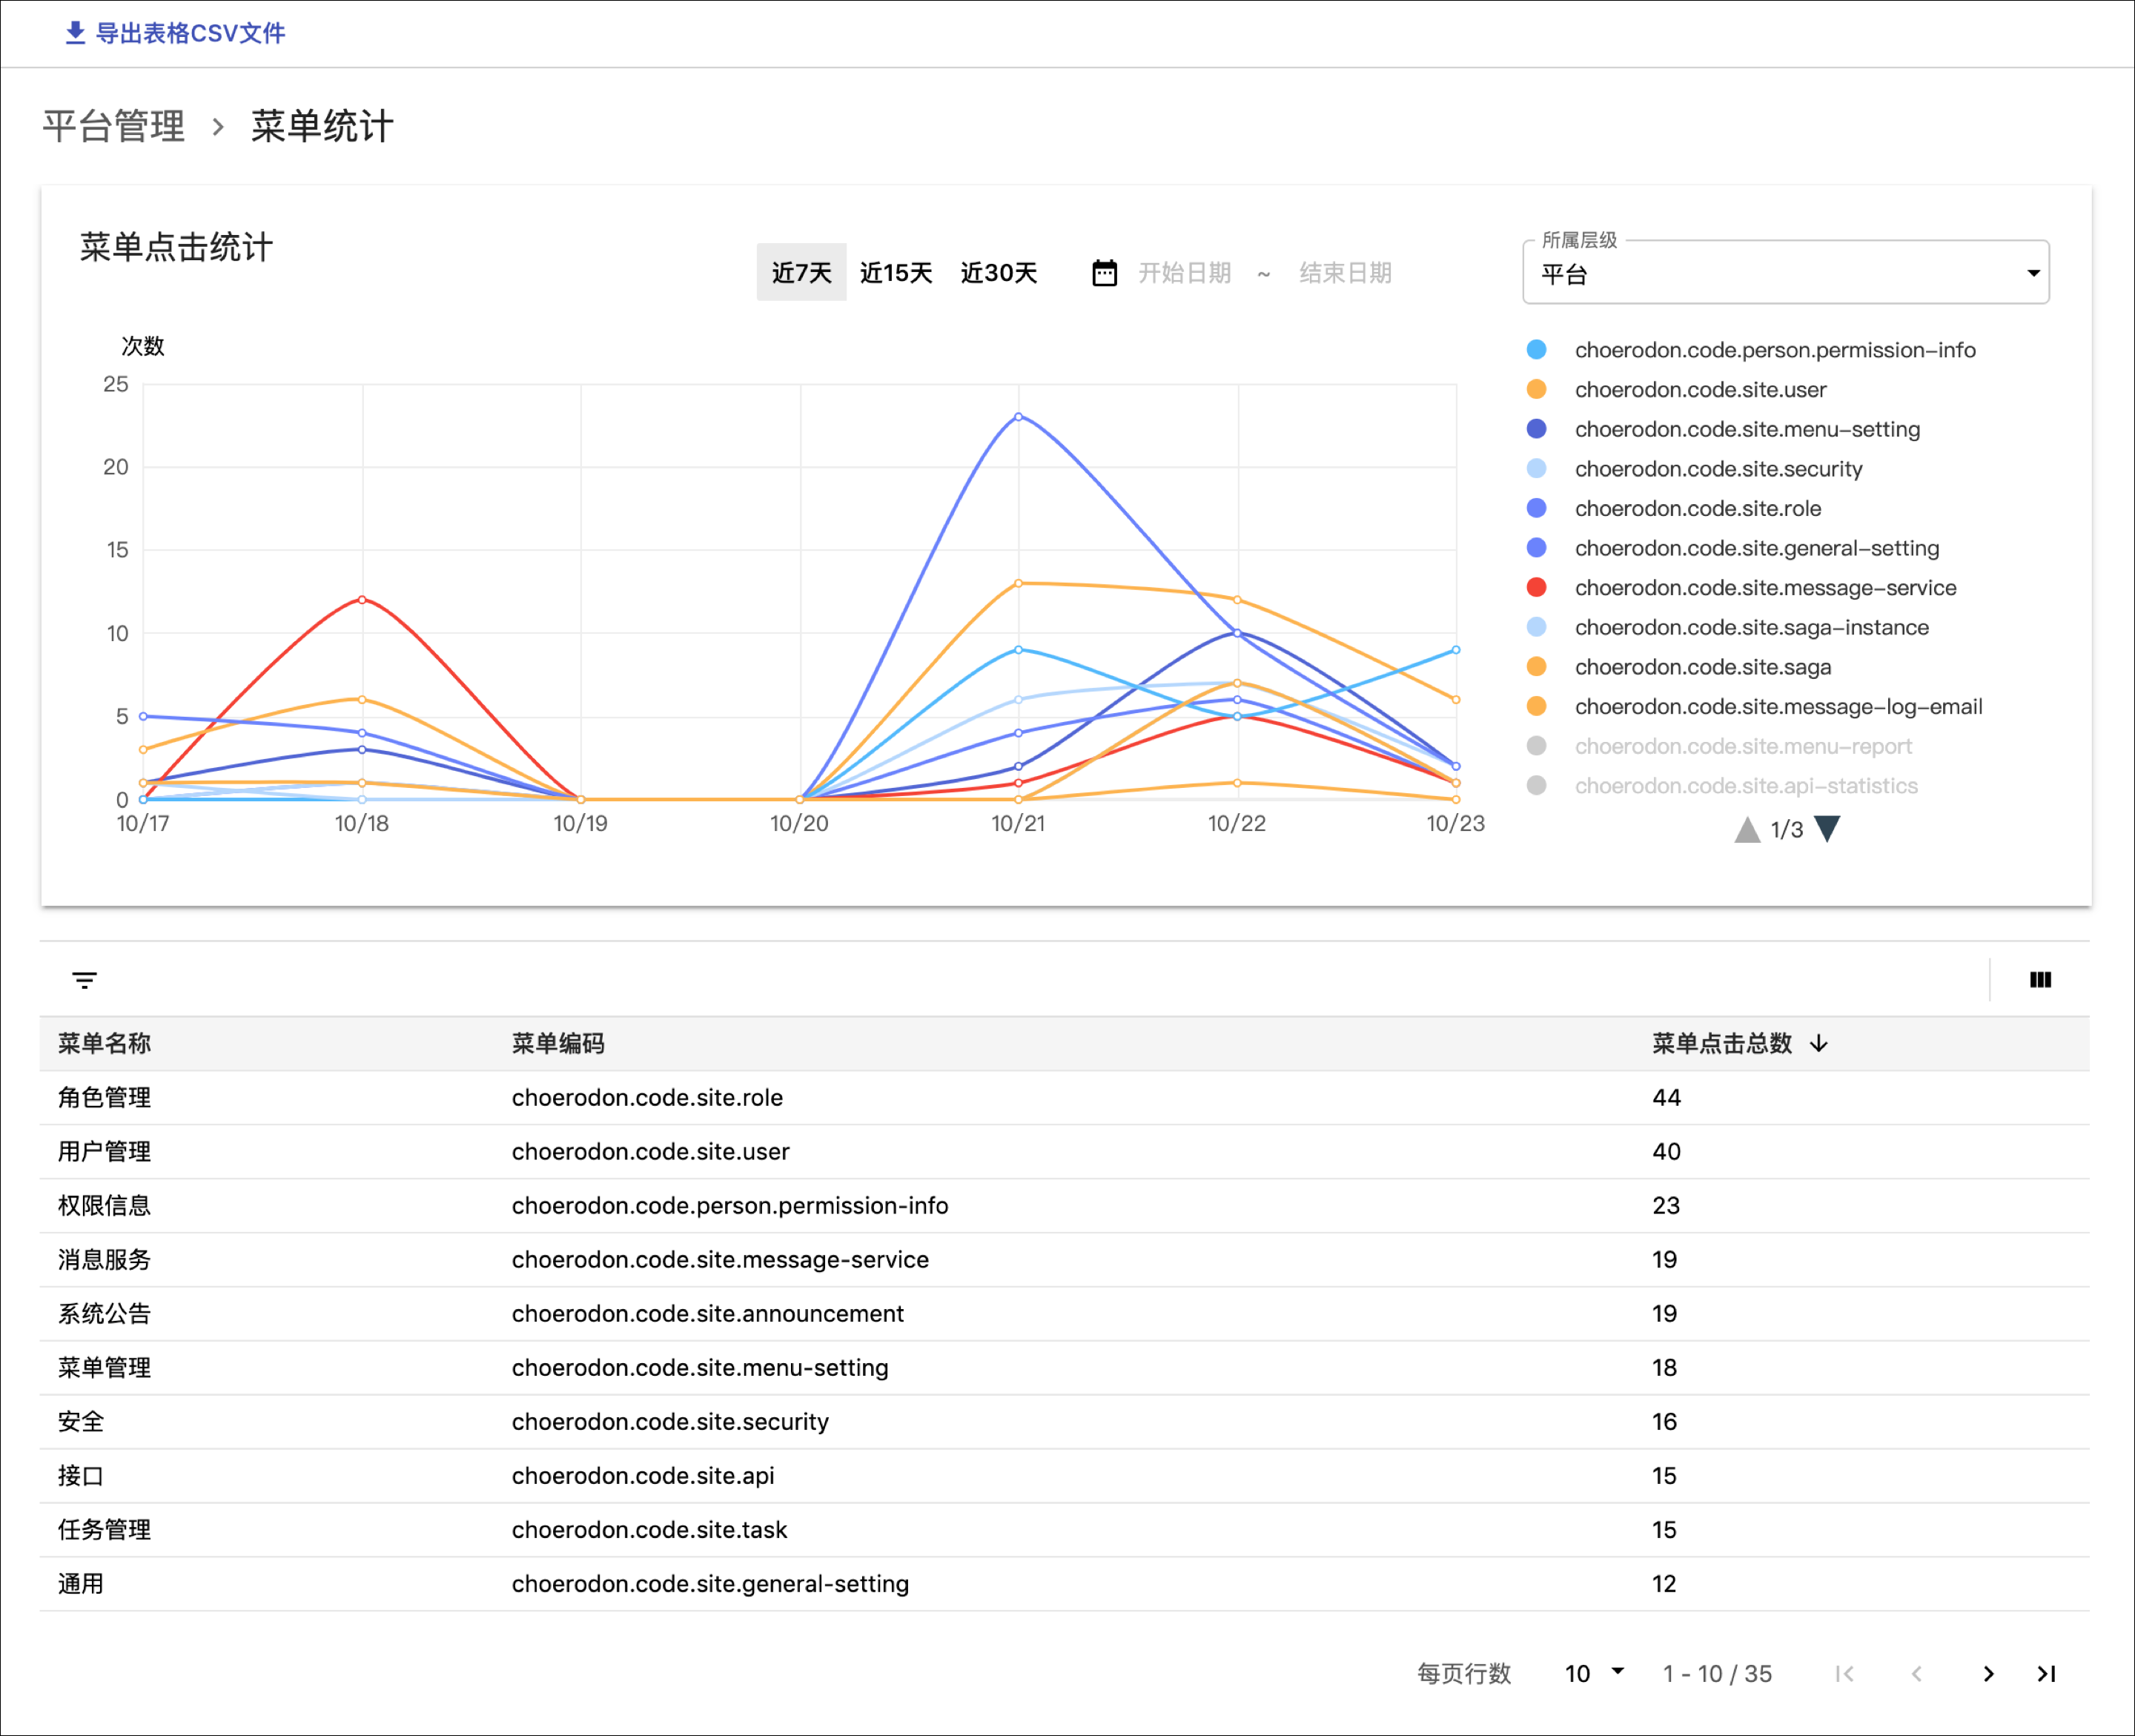 导出表格CSV文件
平台管理 › 菜单统计
菜单点击统计
近7天 近15天 近30天 开始日期 ~ 结束日期
所属层级
平台
次数
25
20
15
10
5
0
10/17 10/18 10/19 10/20 10/21 10/22 10/23
choerodon.code.person.permission-info
choerodon.code.site.user
choerodon.code.site.menu-setting
choerodon.code.site.security
choerodon.code.site.role
choerodon.code.site.general-setting
choerodon.code.site.message-service
choerodon.code.site.saga-instance
choerodon.code.site.saga
choerodon.code.site.message-log-email
choerodon.code.site.menu-report
choerodon.code.site.api-statistics
1/3
菜单名称 菜单编码 菜单点击总数 ↓
角色管理 choerodon.code.site.role 44
用户管理 choerodon.code.site.user 40
权限信息 choerodon.code.person.permission-info 23
消息服务 choerodon.code.site.message-service 19
系统公告 choerodon.code.site.announcement 19
菜单管理 choerodon.code.site.menu-setting 18
安全 choerodon.code.site.security 16
接口 choerodon.code.site.api 15
任务管理 choerodon.code.site.task 15
通用 choerodon.code.site.general-setting 12
每页行数 10 1 - 10 / 35